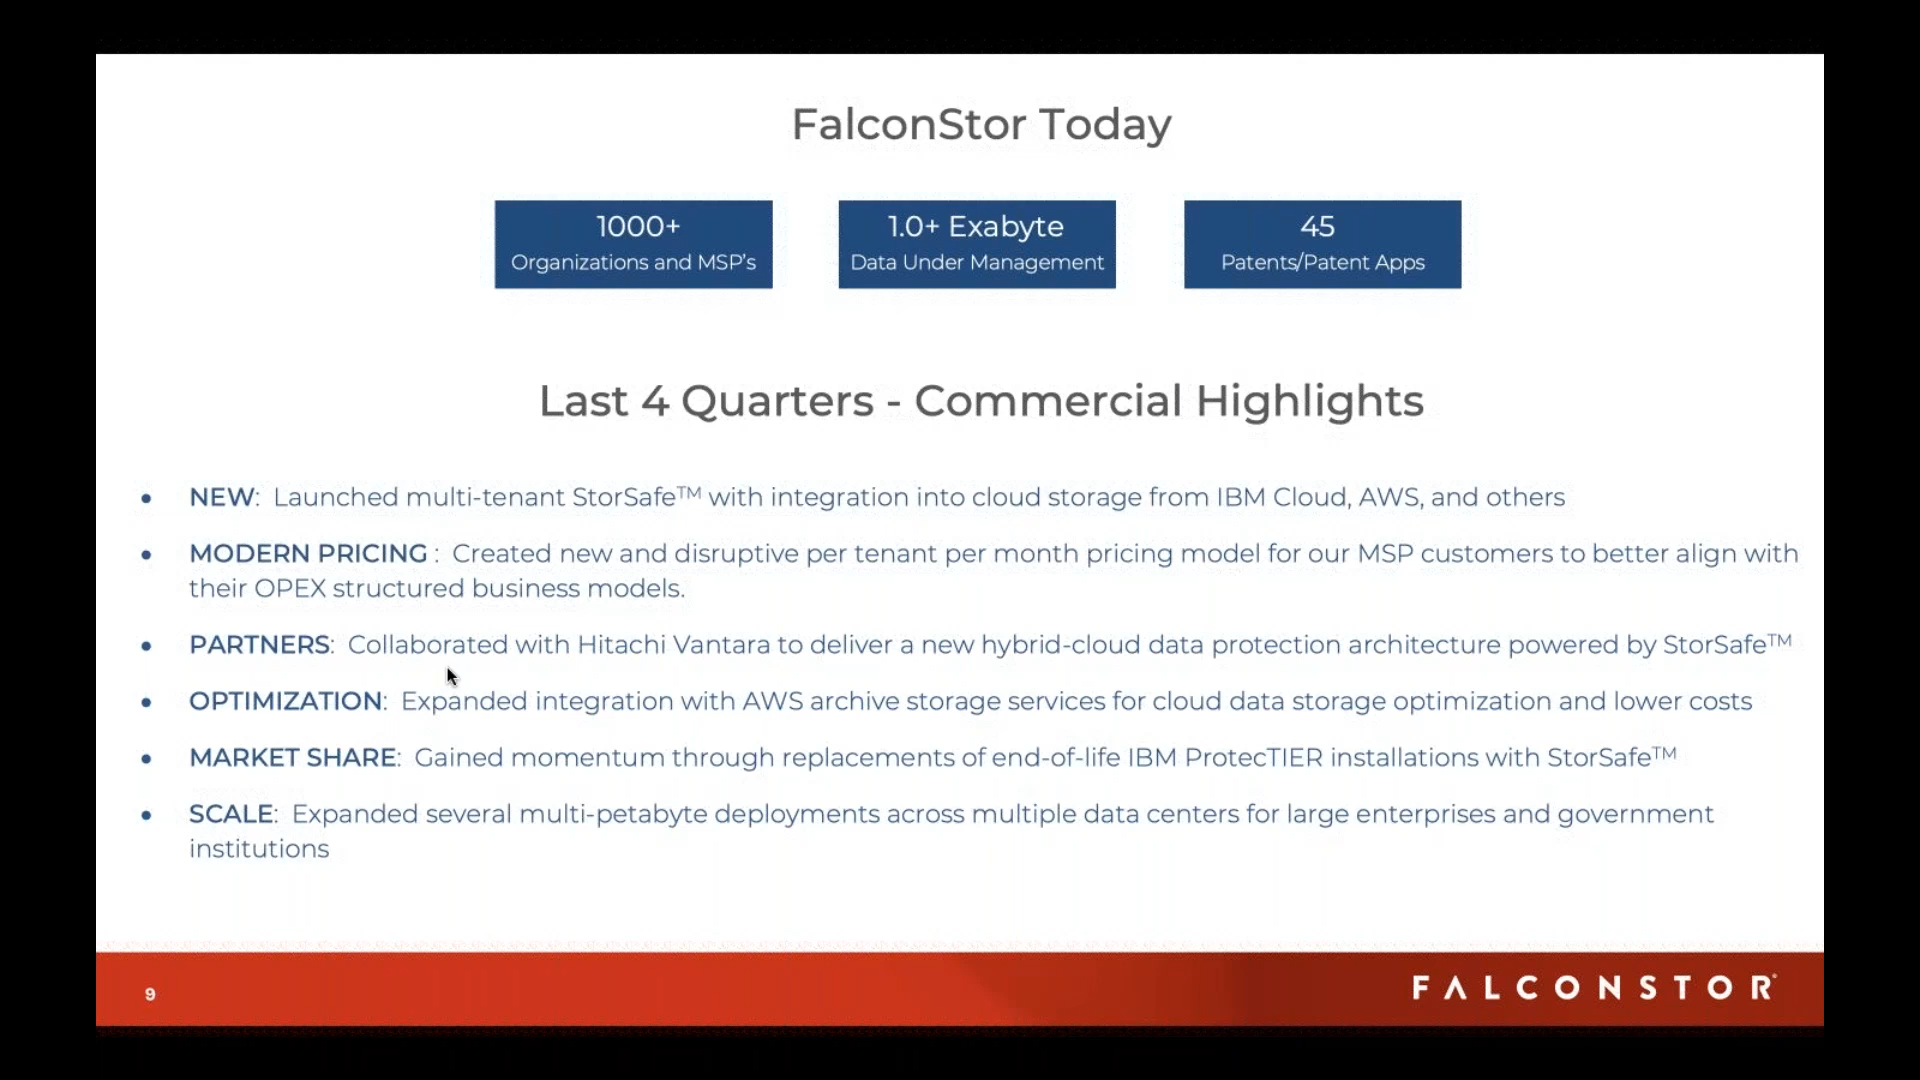 FalconStor Today
1000+
Organizations and MSP's
1.0+ Exabyte
Data Under Management
45
Patents/Patent Apps
Last 4 Quarters - Commercial Highlights
• NEW: Launched multi-tenant StorSafe™ with integration into cloud storage from IBM Cloud, AWS, and others
• MODERN PRICING : Created new and disruptive per tenant per month pricing model for our MSP customers to better align with
their OPEX structured business models.
• PARTNERS: Collaborated with Hitachi Vantara to deliver a new hybrid-cloud data protection architecture powered by StorSafe™
• OPTIMIZATION: Expanded integration with AWS archive storage services for cloud data storage optimization and lower costs
• MARKET SHARE: Gained momentum through replacements of end-of-life IBM ProtecTIER installations with StorSafe™
• SCALE: Expanded several multi-petabyte deployments across multiple data centers for large enterprises and government
institutions
9
FALCONSTOR®